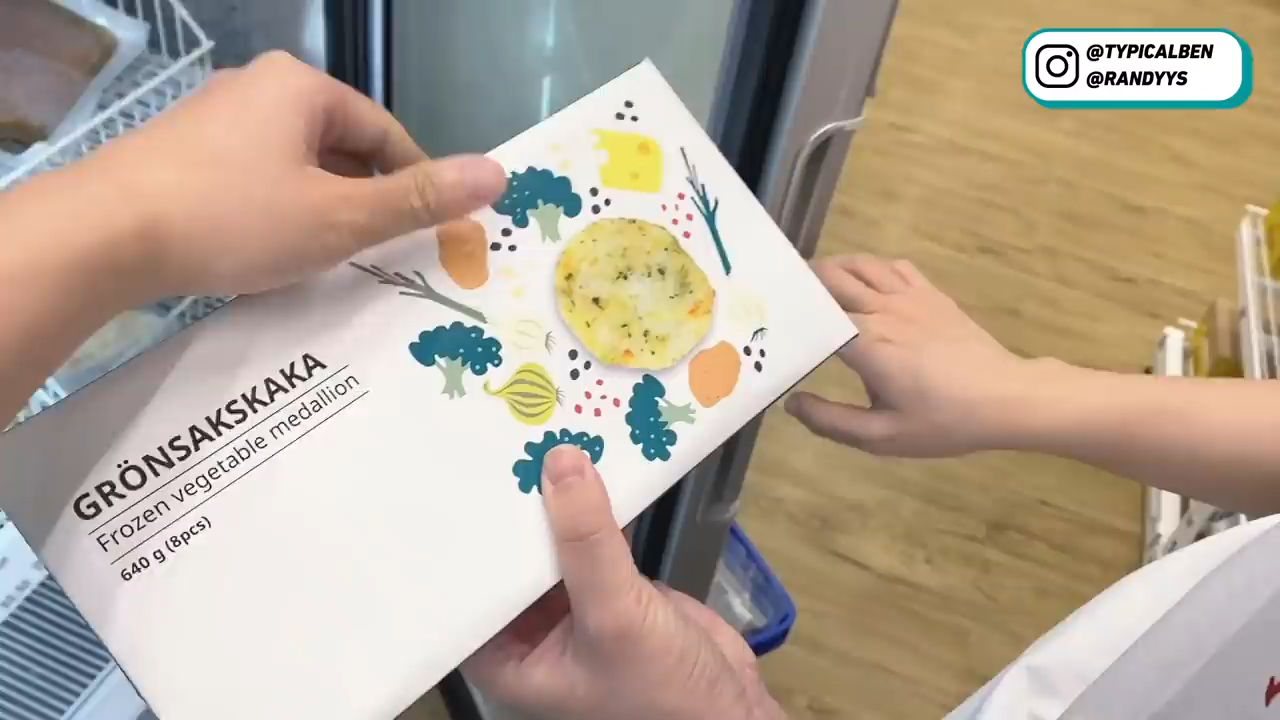 @TYPICALBEN
@RANDYYS
GRÖNSAKSKAKA
Frozen vegetable medallion
640 g (8pcs)